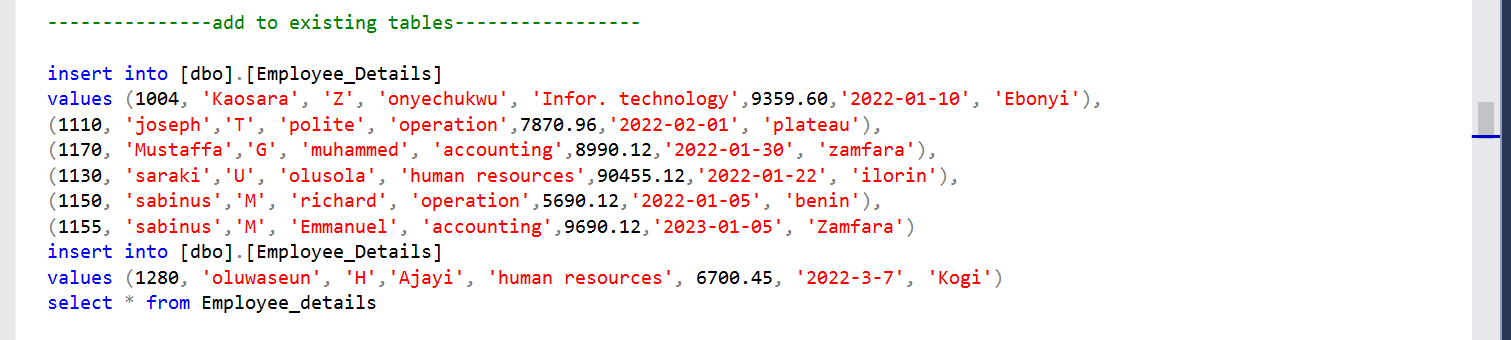 ---------------add to existing tables-----------------
insert into [dbo].[Employee_Details]
values (1004, 'Kaosara', 'Z', 'onyechukwu', 'Infor. technology',9359.60,'2022-01-10', 'Ebonyi'),
(1110, 'joseph','T', 'polite', 'operation',7870.96,'2022-02-01', 'plateau'),
(1170, 'Mustaffa','G', 'muhammed', 'accounting',8990.12,'2022-01-30', 'zamfara'),
(1130, 'saraki','U', 'olusola', 'human resources',90455.12,'2022-01-22', 'ilorin'),
(1150, 'sabinus','M', 'richard', 'operation',5690.12,'2022-01-05', 'benin'),
(1155, 'sabinus','M', 'Emmanuel', 'accounting',9690.12,'2023-01-05', 'Zamfara')
insert into [dbo].[Employee_Details]
values (1280, 'oluwaseun', 'H','Ajayi', 'human resources', 6700.45, '2022-3-7', 'Kogi')
select * from Employee_details